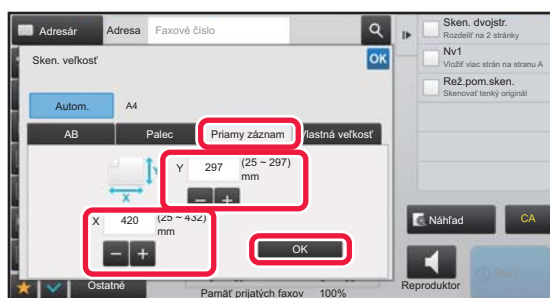 Adresár
Adresa
Faxové číslo
Sken. veľkosť
OK
Autom.
A4
AB
Palec
Priamy záznam
Vlastná veľkosť
Y
Y
297
(25 ~ 297)
mm
X
X
420
(25 ~ 432)
mm
OK
Ostatné
Pamäť prijatých faxov
100%
Sken. dvojstr.
Rozdeliť na 2 stránky
Nv1
Vložiť viac strán na stranu A
Rež.pom.sken.
Skenovať tenký originál
Náhľad
CA
Reproduktor
Start